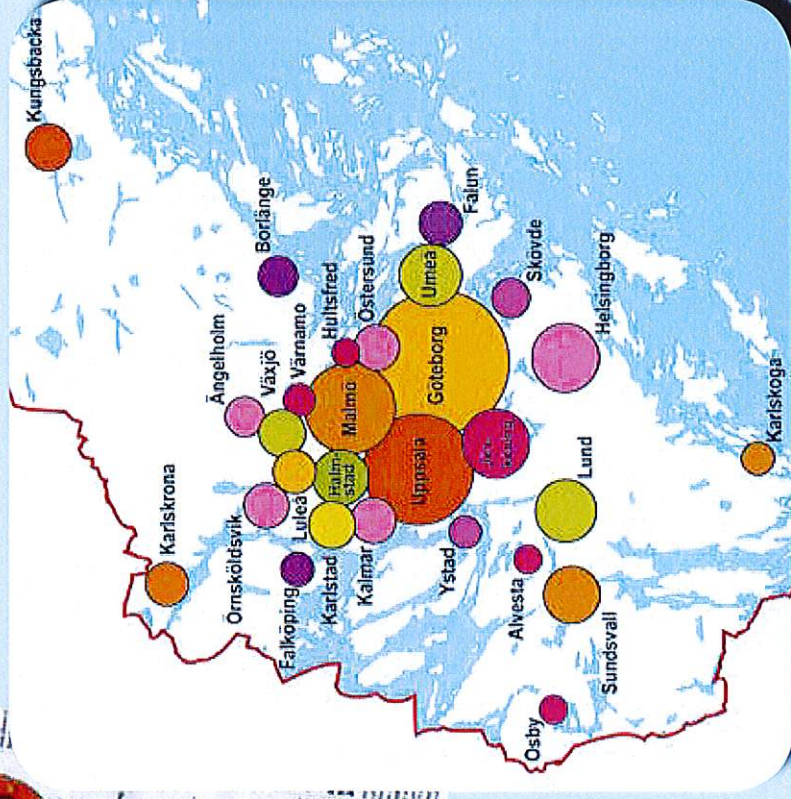 Kungsbacka
Karlskrona
Ängelholm
Örnsköldsvik
Borlänge
Växjö
Falköping
Luleå
Värnamo
Karlstad
Hultsfred
Halm-
stad
Malmö
Kalmar
Östersund
Uppsala
Umeå
Göteborg
Ystad
Falun
Alvesta
Osby
Skövde
Lund
Helsingborg
Sundsvall
Karlskoga